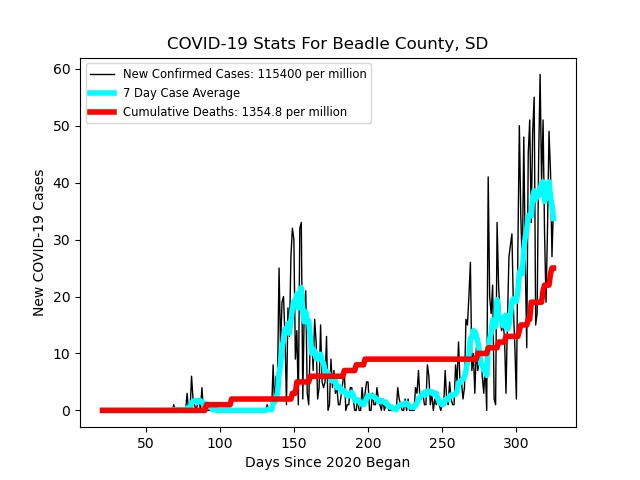 COVID-19 Stats For Beadle County, SD
New Confirmed Cases: 115400 per million
7 Day Case Average
Cumulative Deaths: 1354.8 per million
New COVID-19 Cases
60
50
40
30
20
10
0
50 100 150 200 250 300
Days Since 2020 Began